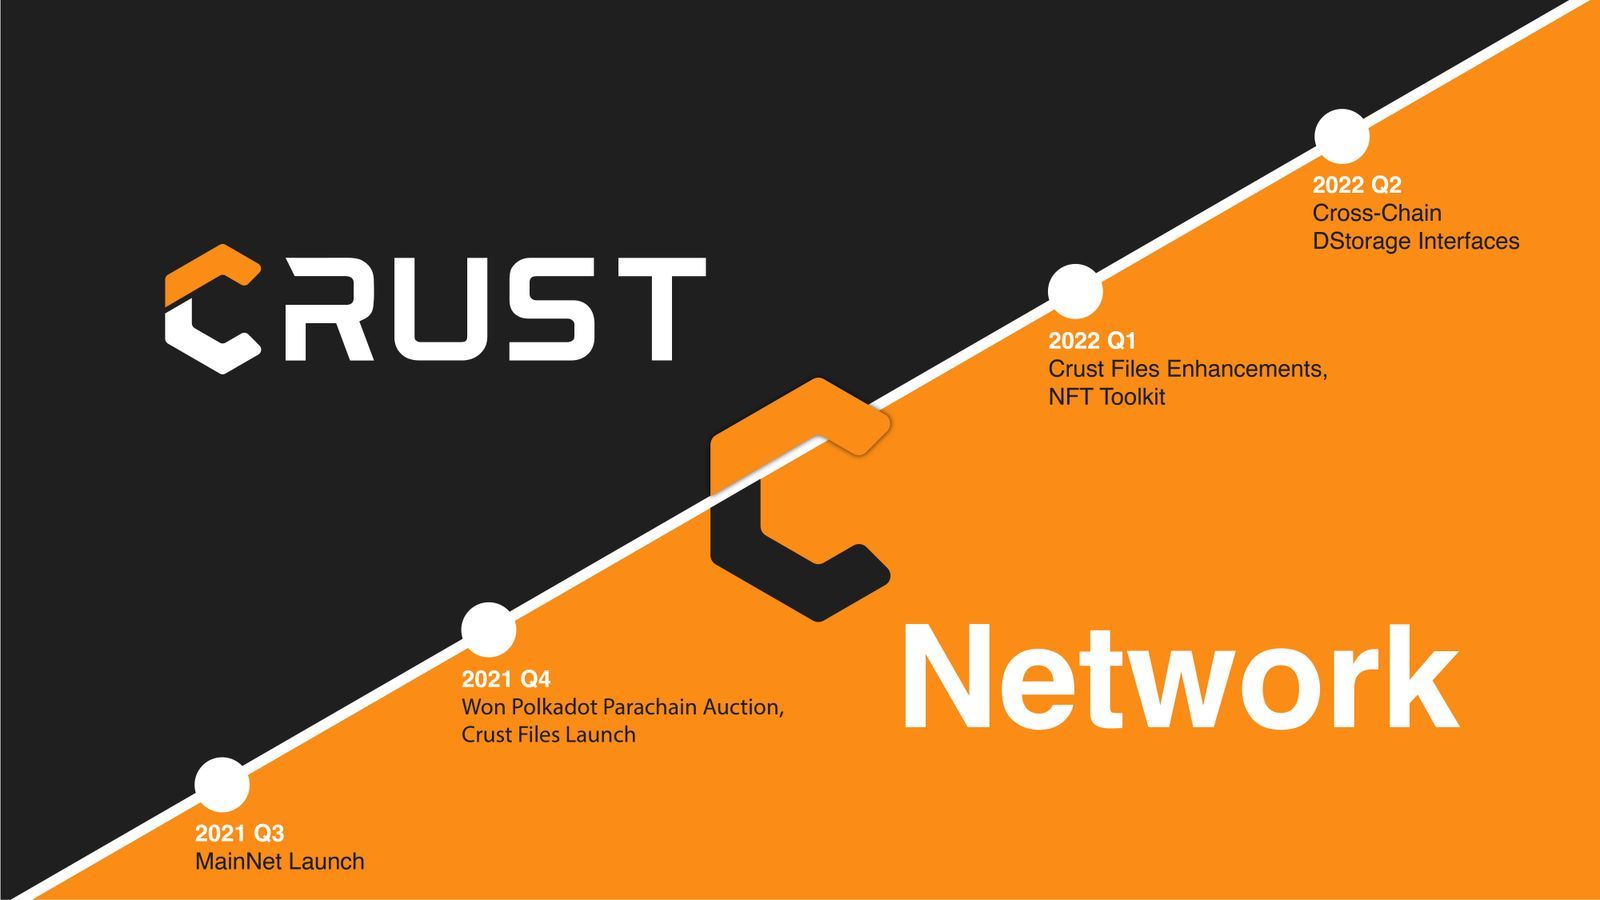 CRUST
Network
2022 Q2
Cross-Chain
DStorage Interfaces
2022 Q1
Crust Files Enhancements,
NFT Toolkit
2021 Q4
Won Polkadot Parachain Auction,
Crust Files Launch
2021 Q3
MainNet Launch